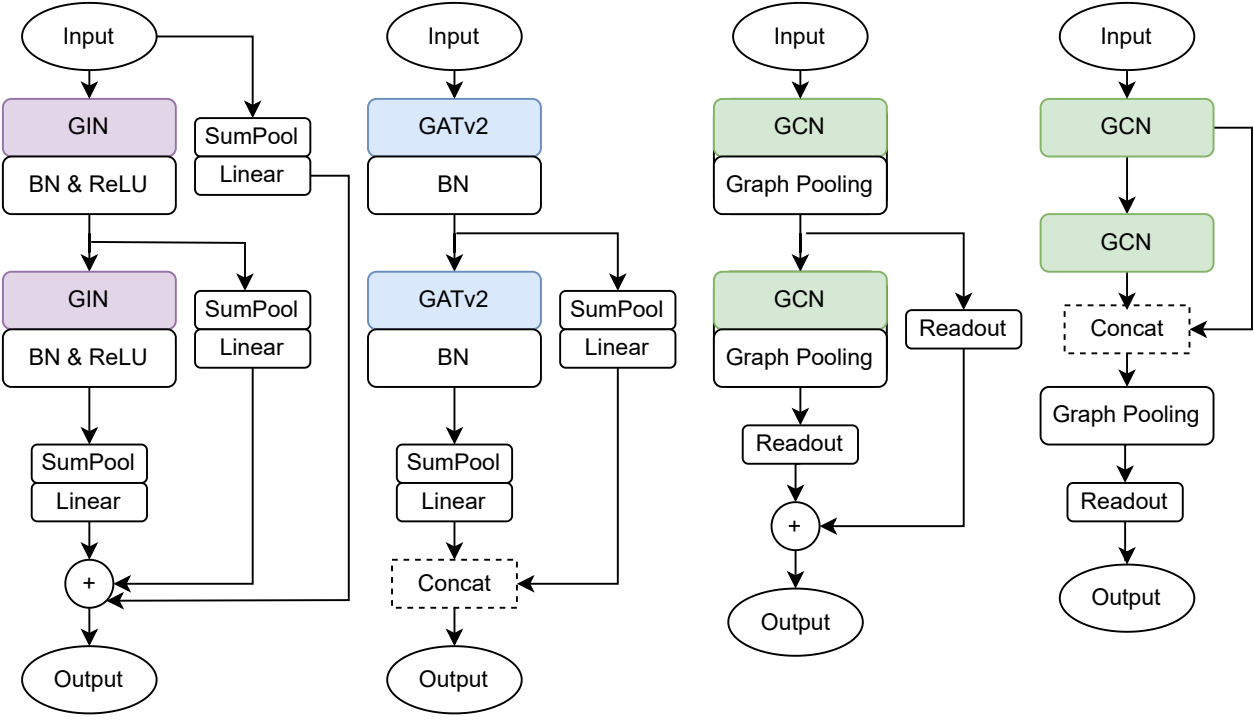 Input
GIN
BN & ReLU
SumPool
Linear
GIN
BN & ReLU
SumPool
Linear
SumPool
Linear
+
Output
Input
GATv2
BN
GATv2
BN
SumPool
Linear
SumPool
Linear
Concat
Output
Input
GCN
Graph Pooling
GCN
Graph Pooling
Readout
Readout
+
Output
Input
GCN
GCN
Concat
Graph Pooling
Readout
Output